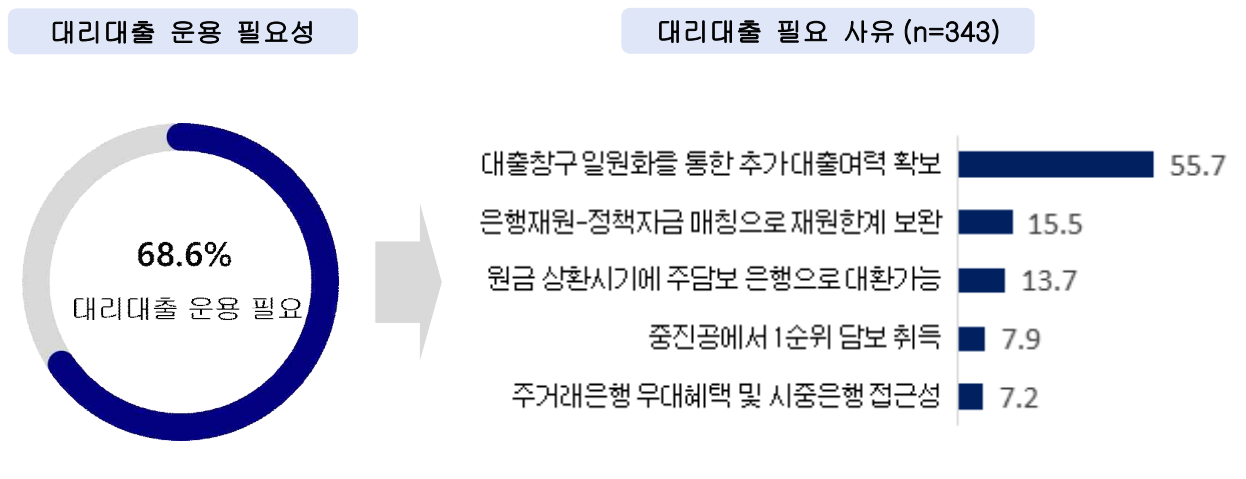 대리대출 운용 필요성
대리대출 필요 사유 (n=343)
68.6%
대리대출 운용 필요
대출창구 일원화를 통한 추가 대출여력 확보
55.7
은행재원-정책자금 매칭으로 재원한계 보완
15.5
원금 상환시기에 주담보 은행으로 대환가능
13.7
중진공에서 1순위 담보 취득
7.9
주거래은행 우대혜택 및 시중은행 접근성
7.2